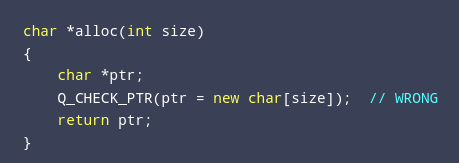 char *alloc(int size)
{
    char *ptr;
    Q_CHECK_PTR(ptr = new char[size]);  // WRONG
    return ptr;
}